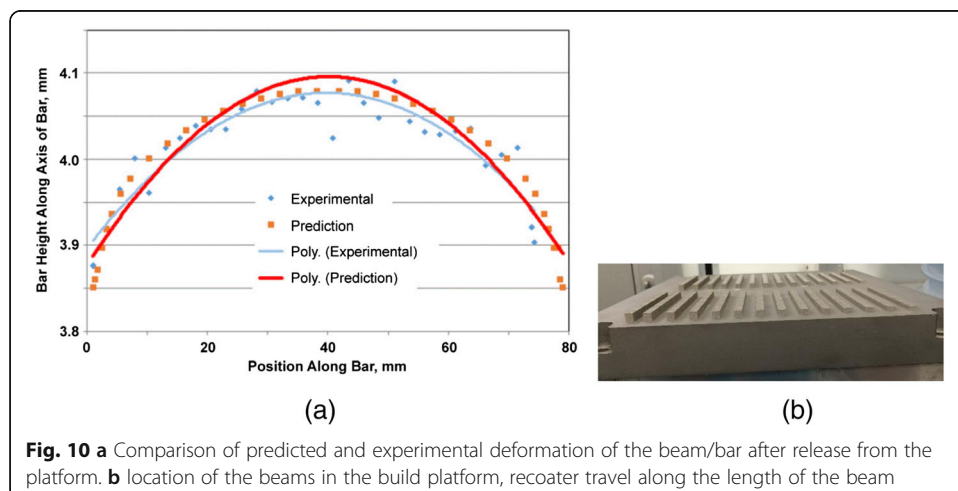 Bar Height Along Axis of Bar, mm
4.1
4.0
3.9
3.8
Experimental
Prediction
Poly. (Experimental)
Poly. (Prediction)
0
20
40
60
80
Position Along Bar, mm
(a)
(b)
Fig. 10 a Comparison of predicted and experimental deformation of the beam/bar after release from the
platform. b location of the beams in the build platform, recoater travel along the length of the beam